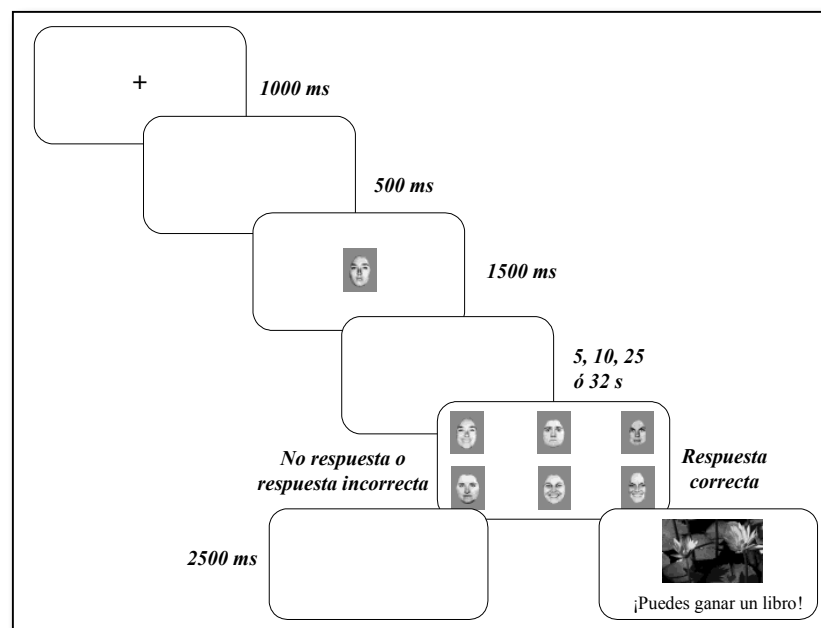 +
1000 ms
500 ms
1500 ms
5, 10, 25
ó 32 s
No respuesta o
respuesta incorrecta
Respuesta
correcta
2500 ms
¡Puedes ganar un libro!